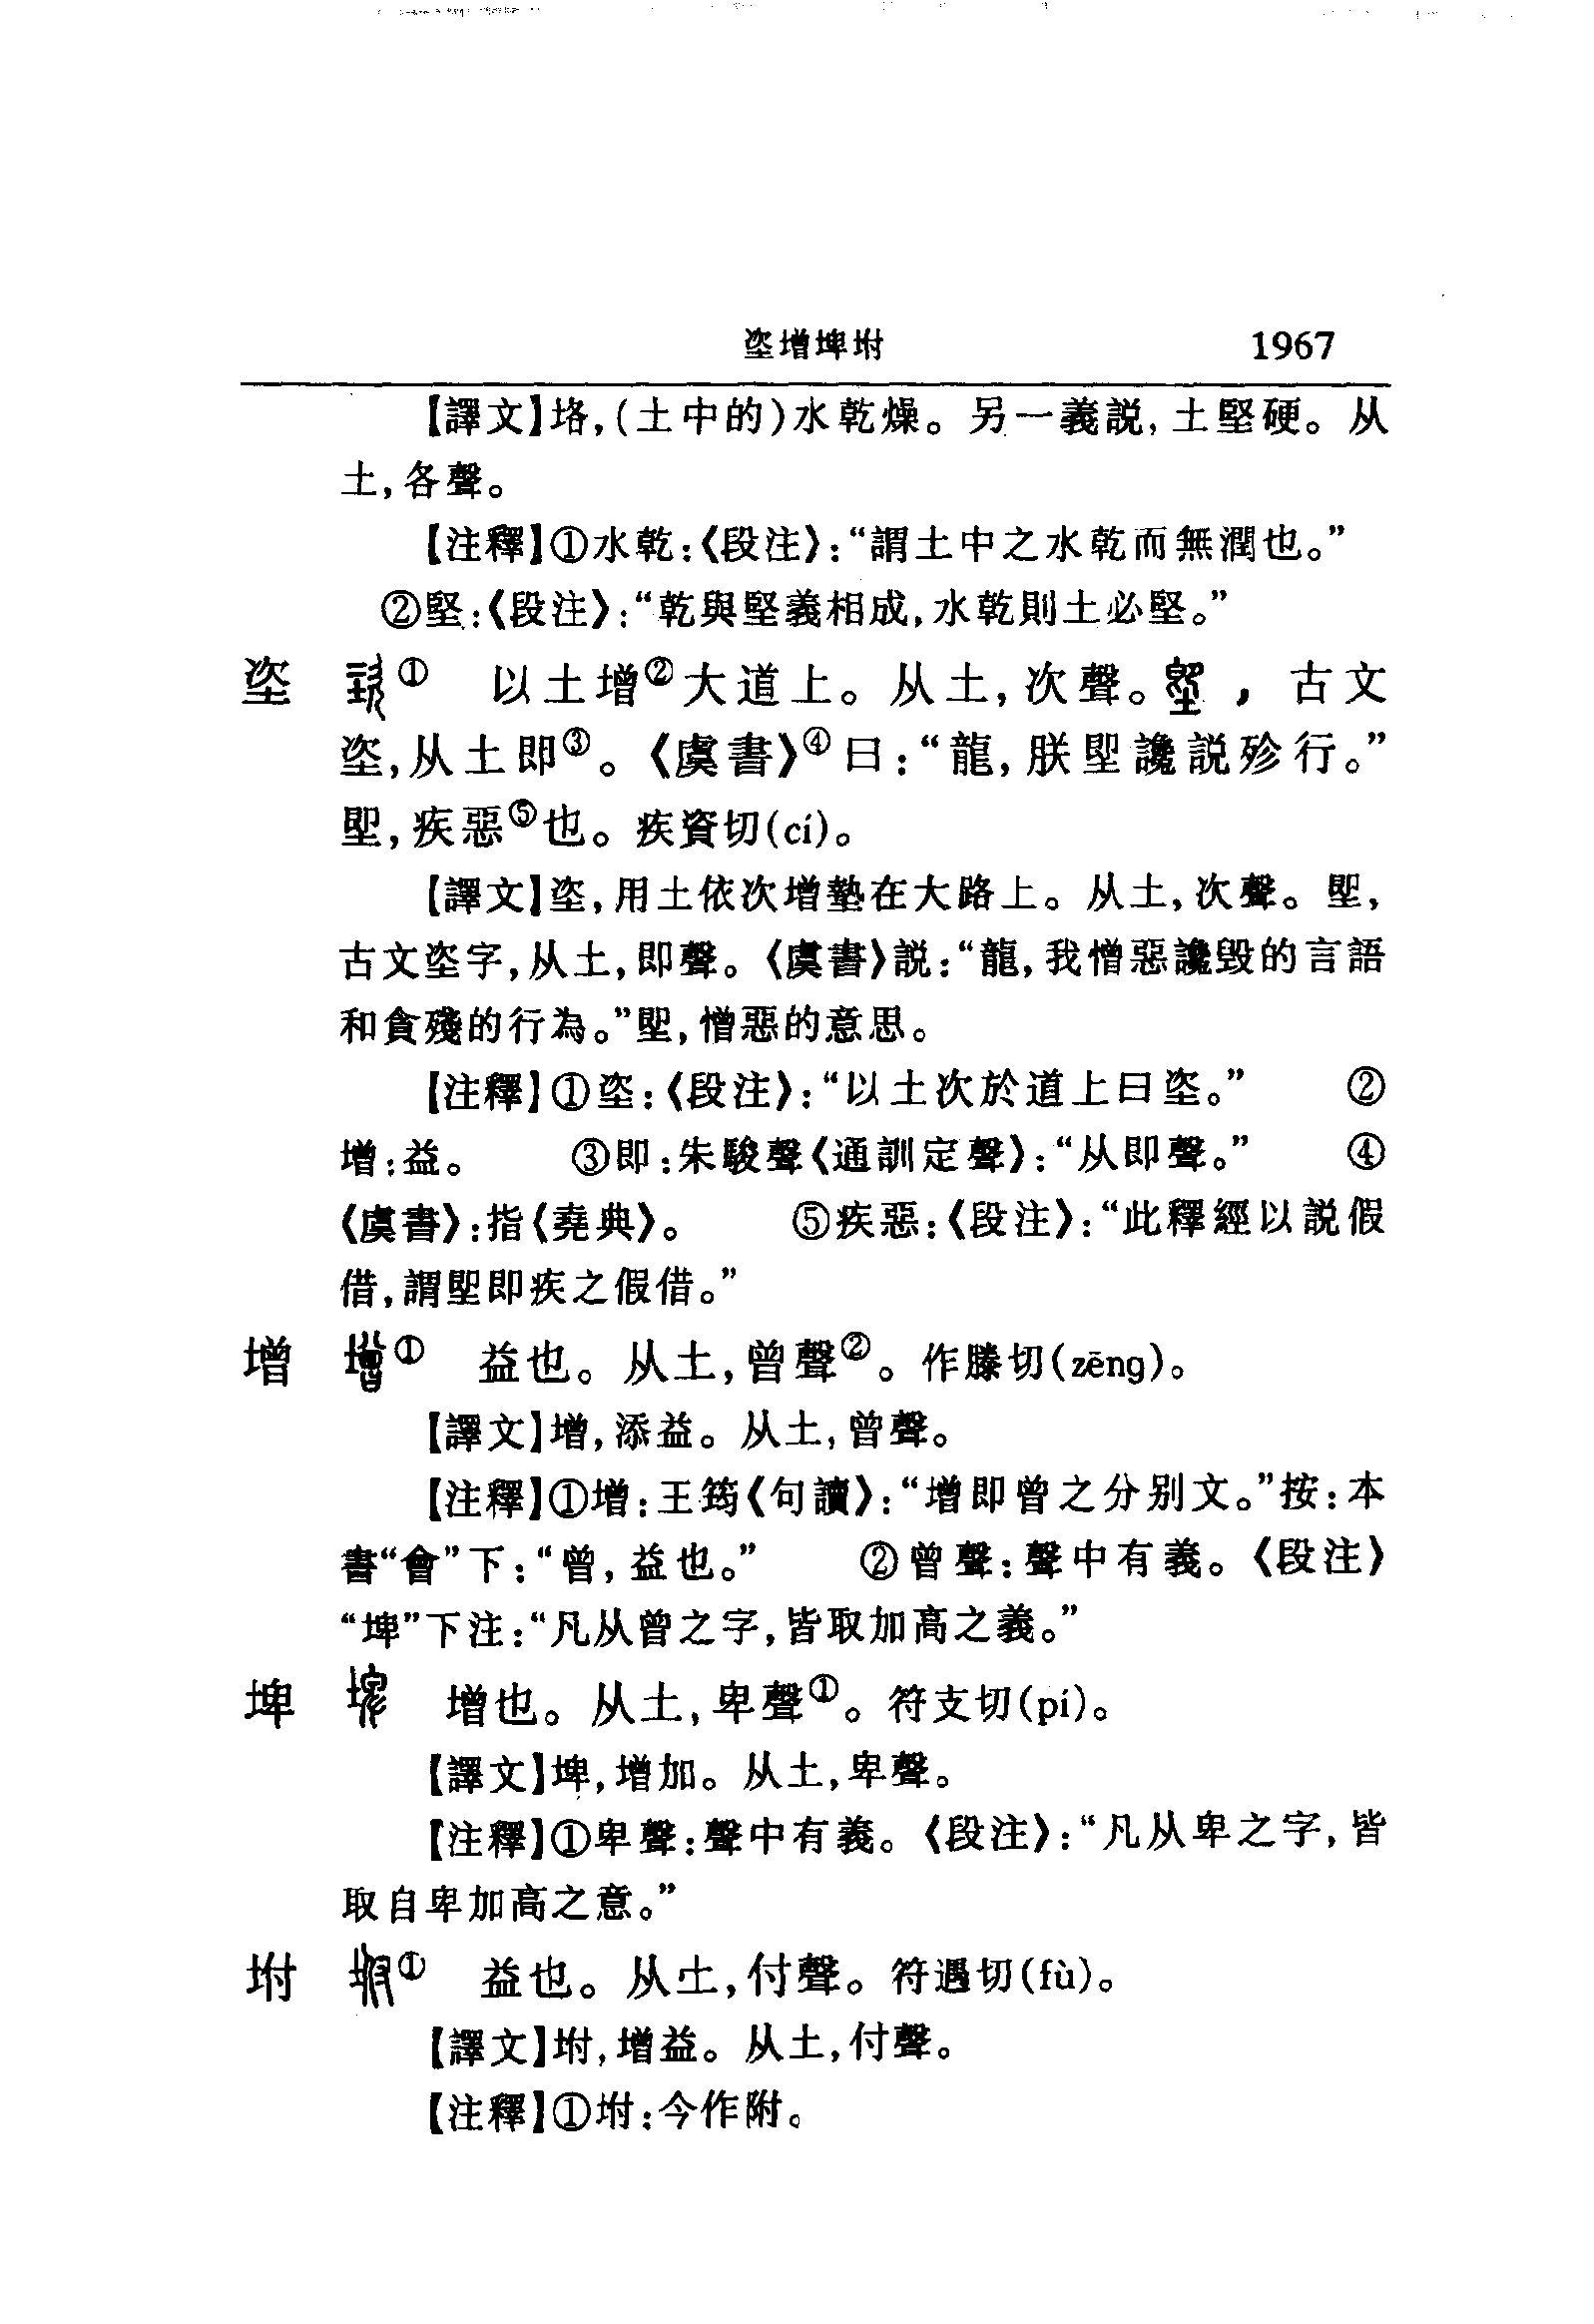 垐增埤坿 1967
【譯文】垎,(土中的)水乾燥。另一義説,土堅硬。从
土,各聲。
【注釋】①水乾:《段注》:“謂土中之水乾而無潤也。”
②堅:《段注》:“乾與堅義相成,水乾則土必堅。”
垐 ① 以土增②大道上。从土,次聲。 ,古文
垐,从土即③。《虞書》④曰:“龍,朕堲讒説殄行。”
堲,疾惡⑤也。疾資切(cí)。
【譯文】垐,用土依次增墊在大路上。从土,次聲。堲,
古文垐字,从土,即聲。《虞書》説:“龍,我憎惡讒毁的言語
和貪殘的行為。”堲,憎惡的意思。
【注釋】①垐:《段注》:“以土次於道上曰垐。” ②
增:益。 ③即:朱駿聲《通訓定聲》:“从即聲。” ④
《虞書》:指《堯典》。 ⑤疾惡:《段注》:“此釋經以説假
借,謂堲即疾之假借。”
增 ① 益也。从土,曾聲②。作滕切(zēng)。
【譯文】增,添益。从土,曾聲。
【注釋】①增:王筠《句讀》:“增即曾之分别文。”按:本
書“會”下:“曾,益也。” ②曾聲:聲中有義。《段注》
“埤”下注:“凡从曾之字,皆取加高之義。”
埤 增也。从土,卑聲①。符支切(pí)。
【譯文】埤,增加。从土,卑聲。
【注釋】①卑聲:聲中有義。《段注》:“凡从卑之字,皆
取自卑加高之意。”
坿 ① 益也。从土,付聲。符遇切(fù)。
【譯文】坿,增益。从土,付聲。
【注釋】①坿:今作附。